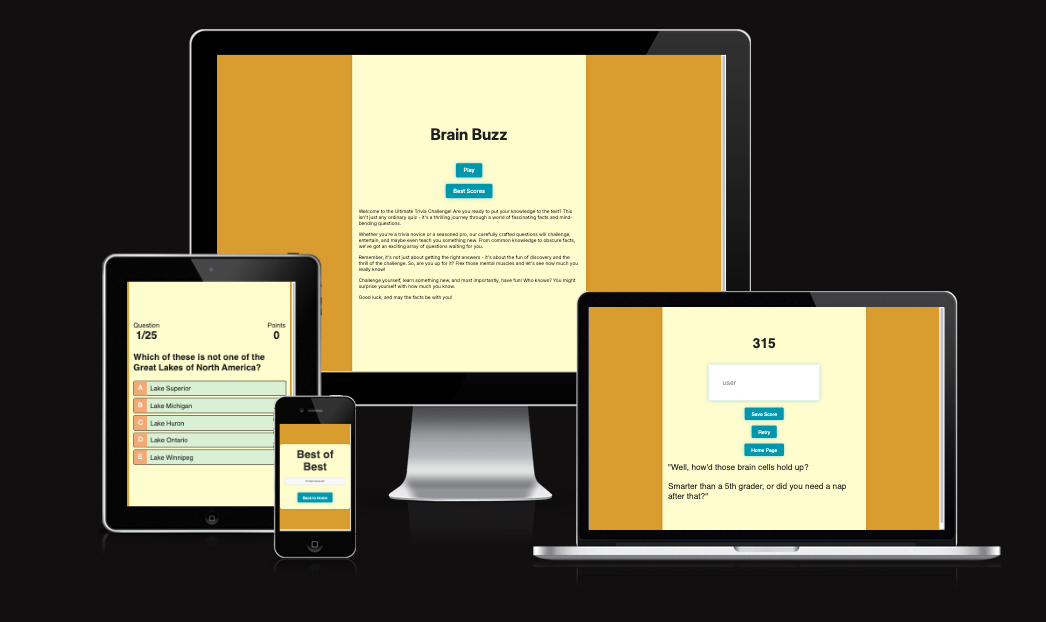 Brain Buzz
Play
Best Scores
Welcome to the Ultimate Trivia Challenge! Are you ready to put your knowledge to the test? This
isn't just any ordinary quiz - it's a thrilling journey through a world of fascinating facts and mind-
bending questions.
Whether you're a trivia novice or a seasoned pro, our carefully crafted questions will challenge,
entertain, and maybe even teach you something new. From common knowledge to obscure facts,
we've got an exciting array of questions waiting for you.
Remember, it's not just about getting the right answers - it's about the fun of discovery and the
thrill of the challenge. So, are you up for it? Flex those mental muscles and let's see how much you
really know!
Challenge yourself, learn something new, and most importantly, have fun! Who knows? You might
surprise yourself with how much you know.
Good luck, and may the facts be with you!
Question
1/25
Points
0
Which of these is not one of the
Great Lakes of North America?
A Lake Superior
B Lake Michigan
C Lake Huron
D Lake Ontario
E Lake Winnipeg
Best of
Best
Back to Home
315
user
Save Score
Retry
Home Page
"Well, how'd those brain cells hold up?
Smarter than a 5th grader, or did you need a nap
after that?"